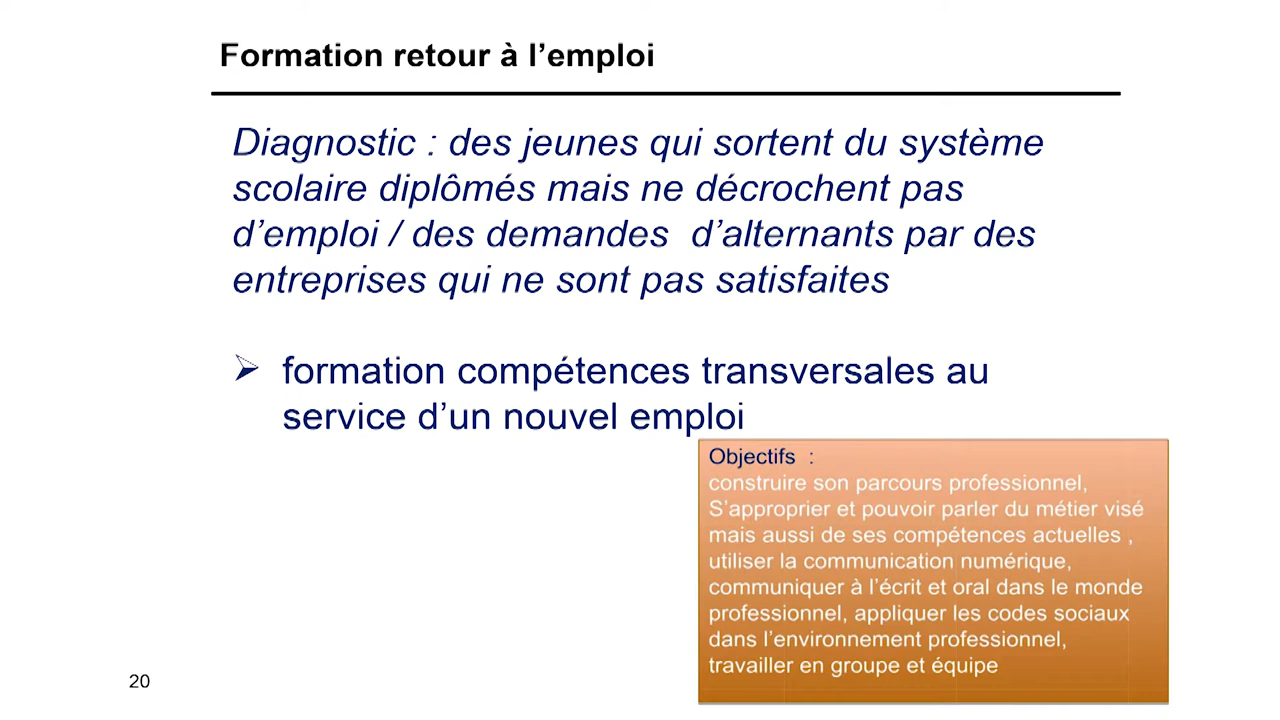 Formation retour à l’emploi
Diagnostic : des jeunes qui sortent du système
scolaire diplômés mais ne décrochent pas
d’emploi / des demandes  d’alternants par des
entreprises qui ne sont pas satisfaites
➢ formation compétences transversales au
service d’un nouvel emploi
Objectifs  :
construire son parcours professionnel,
S’approprier et pouvoir parler du métier visé
mais aussi de ses compétences actuelles ,
utiliser la communication numérique,
communiquer à l’écrit et oral dans le monde
professionnel, appliquer les codes sociaux
dans l’environnement professionnel,
travailler en groupe et équipe
20